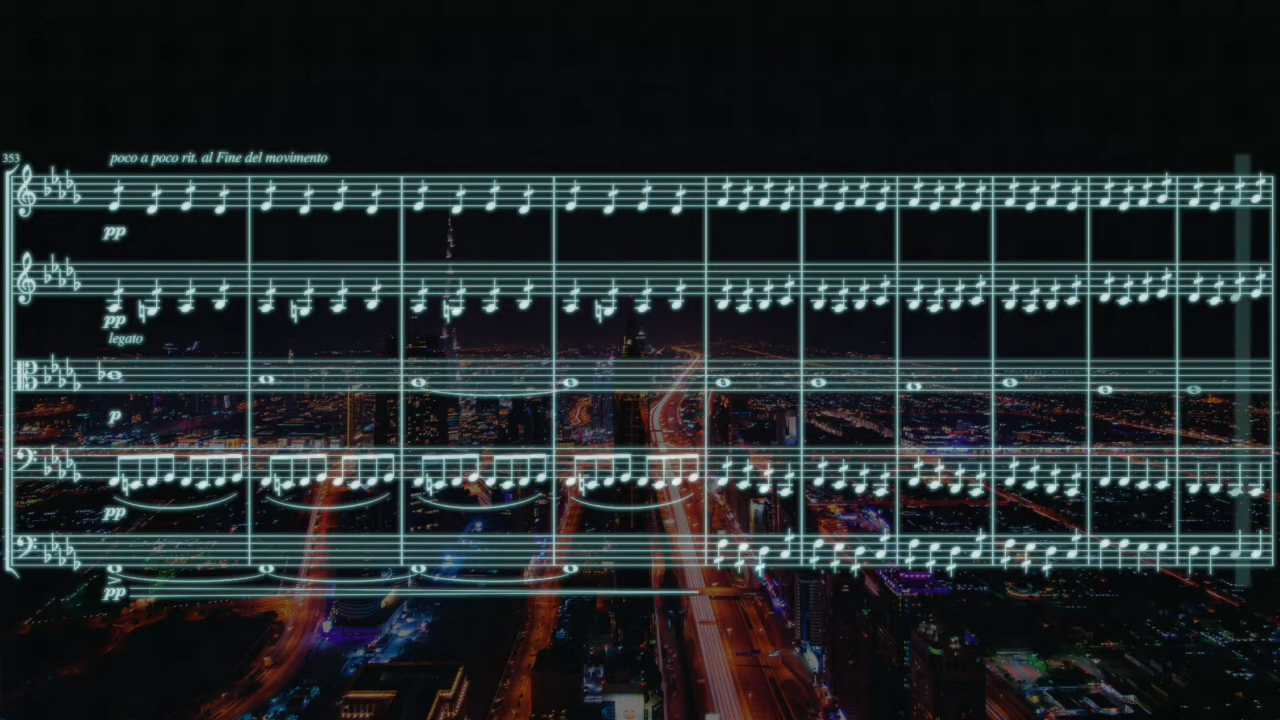 353
poco a poco rit. al Fine del movimento
pp
pp
legato
p
pp
pp